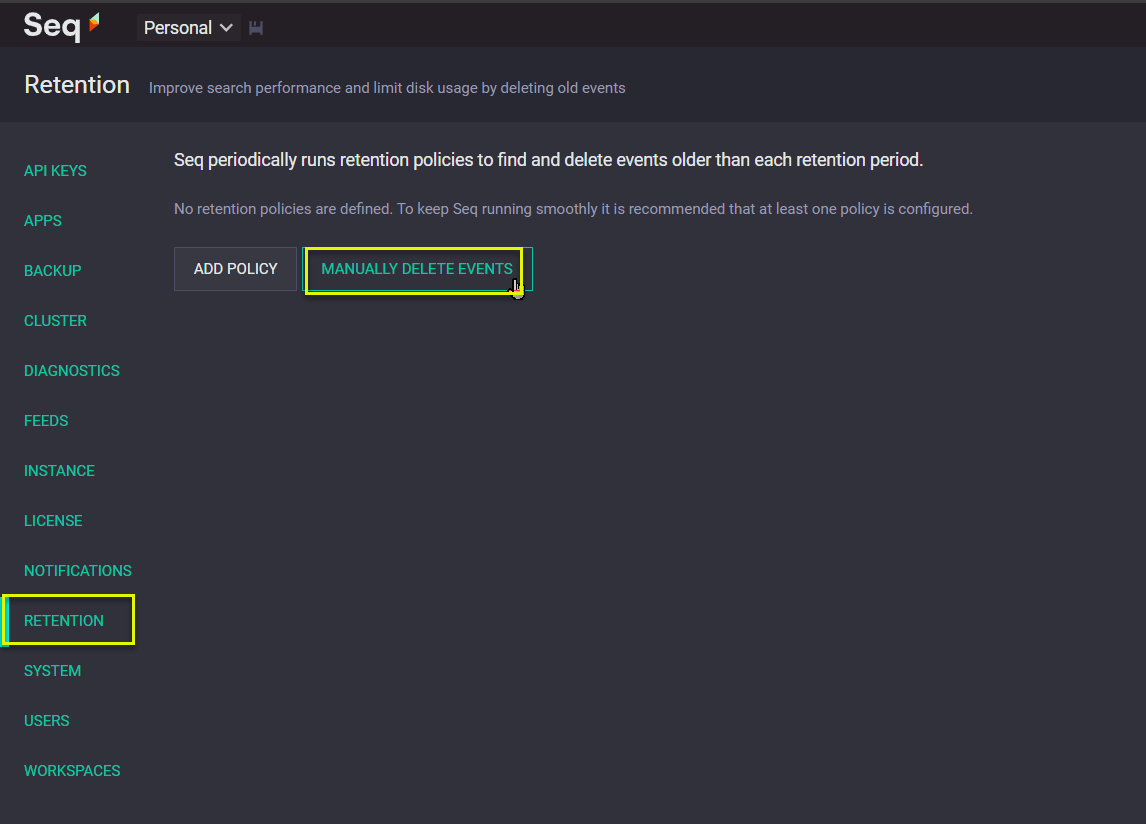 Seq
Personal
Retention Improve search performance and limit disk usage by deleting old events
API KEYS
APPS
BACKUP
CLUSTER
DIAGNOSTICS
FEEDS
INSTANCE
LICENSE
NOTIFICATIONS
RETENTION
SYSTEM
USERS
WORKSPACES
Seq periodically runs retention policies to find and delete events older than each retention period.
No retention policies are defined. To keep Seq running smoothly it is recommended that at least one policy is configured.
ADD POLICY MANUALLY DELETE EVENTS